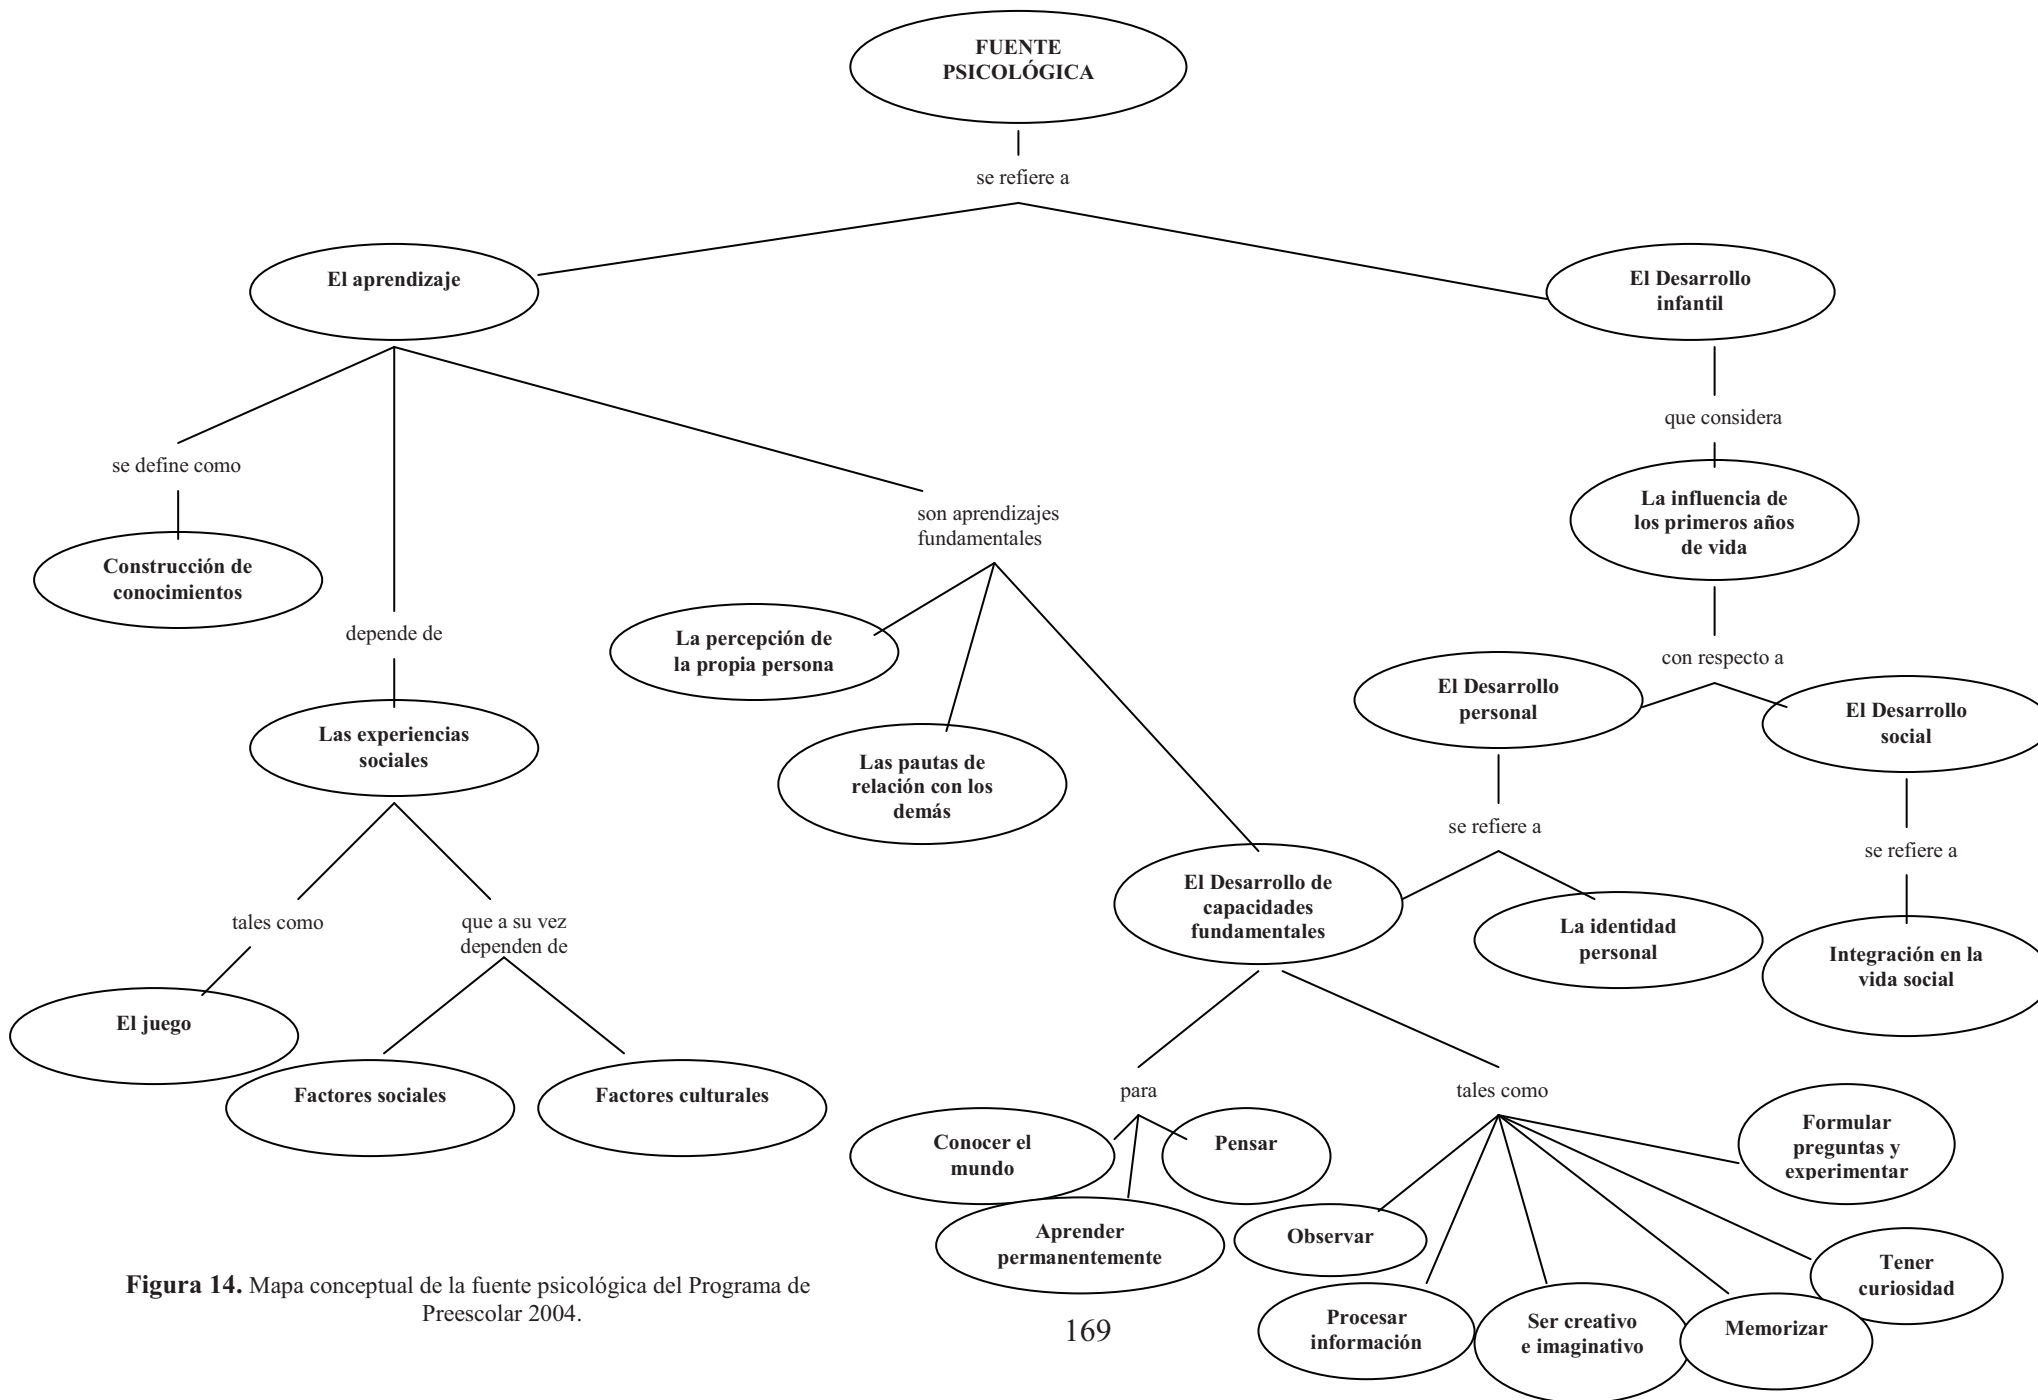 FUENTE
PSICOLÓGICA
se refiere a
El aprendizaje
El Desarrollo
infantil
que considera
se define como
La influencia de
los primeros años
de vida
son aprendizajes
fundamentales
Construcción de
conocimientos
depende de
La percepción de
la propia persona
con respecto a
El Desarrollo
personal
El Desarrollo
social
Las experiencias
sociales
Las pautas de
relación con los
demás
se refiere a
se refiere a
El Desarrollo de
capacidades
fundamentales
tales como
que a su vez
dependen de
La identidad
personal
Integración en la
vida social
El juego
Factores sociales
Factores culturales
para
tales como
Conocer el
mundo
Pensar
Formular
preguntas y
experimentar
Aprender
permanentemente
Observar
Tener
curiosidad
Procesar
información
Ser creativo
e imaginativo
Memorizar
Figura 14. Mapa conceptual de la fuente psicológica del Programa de
Preescolar 2004.
169